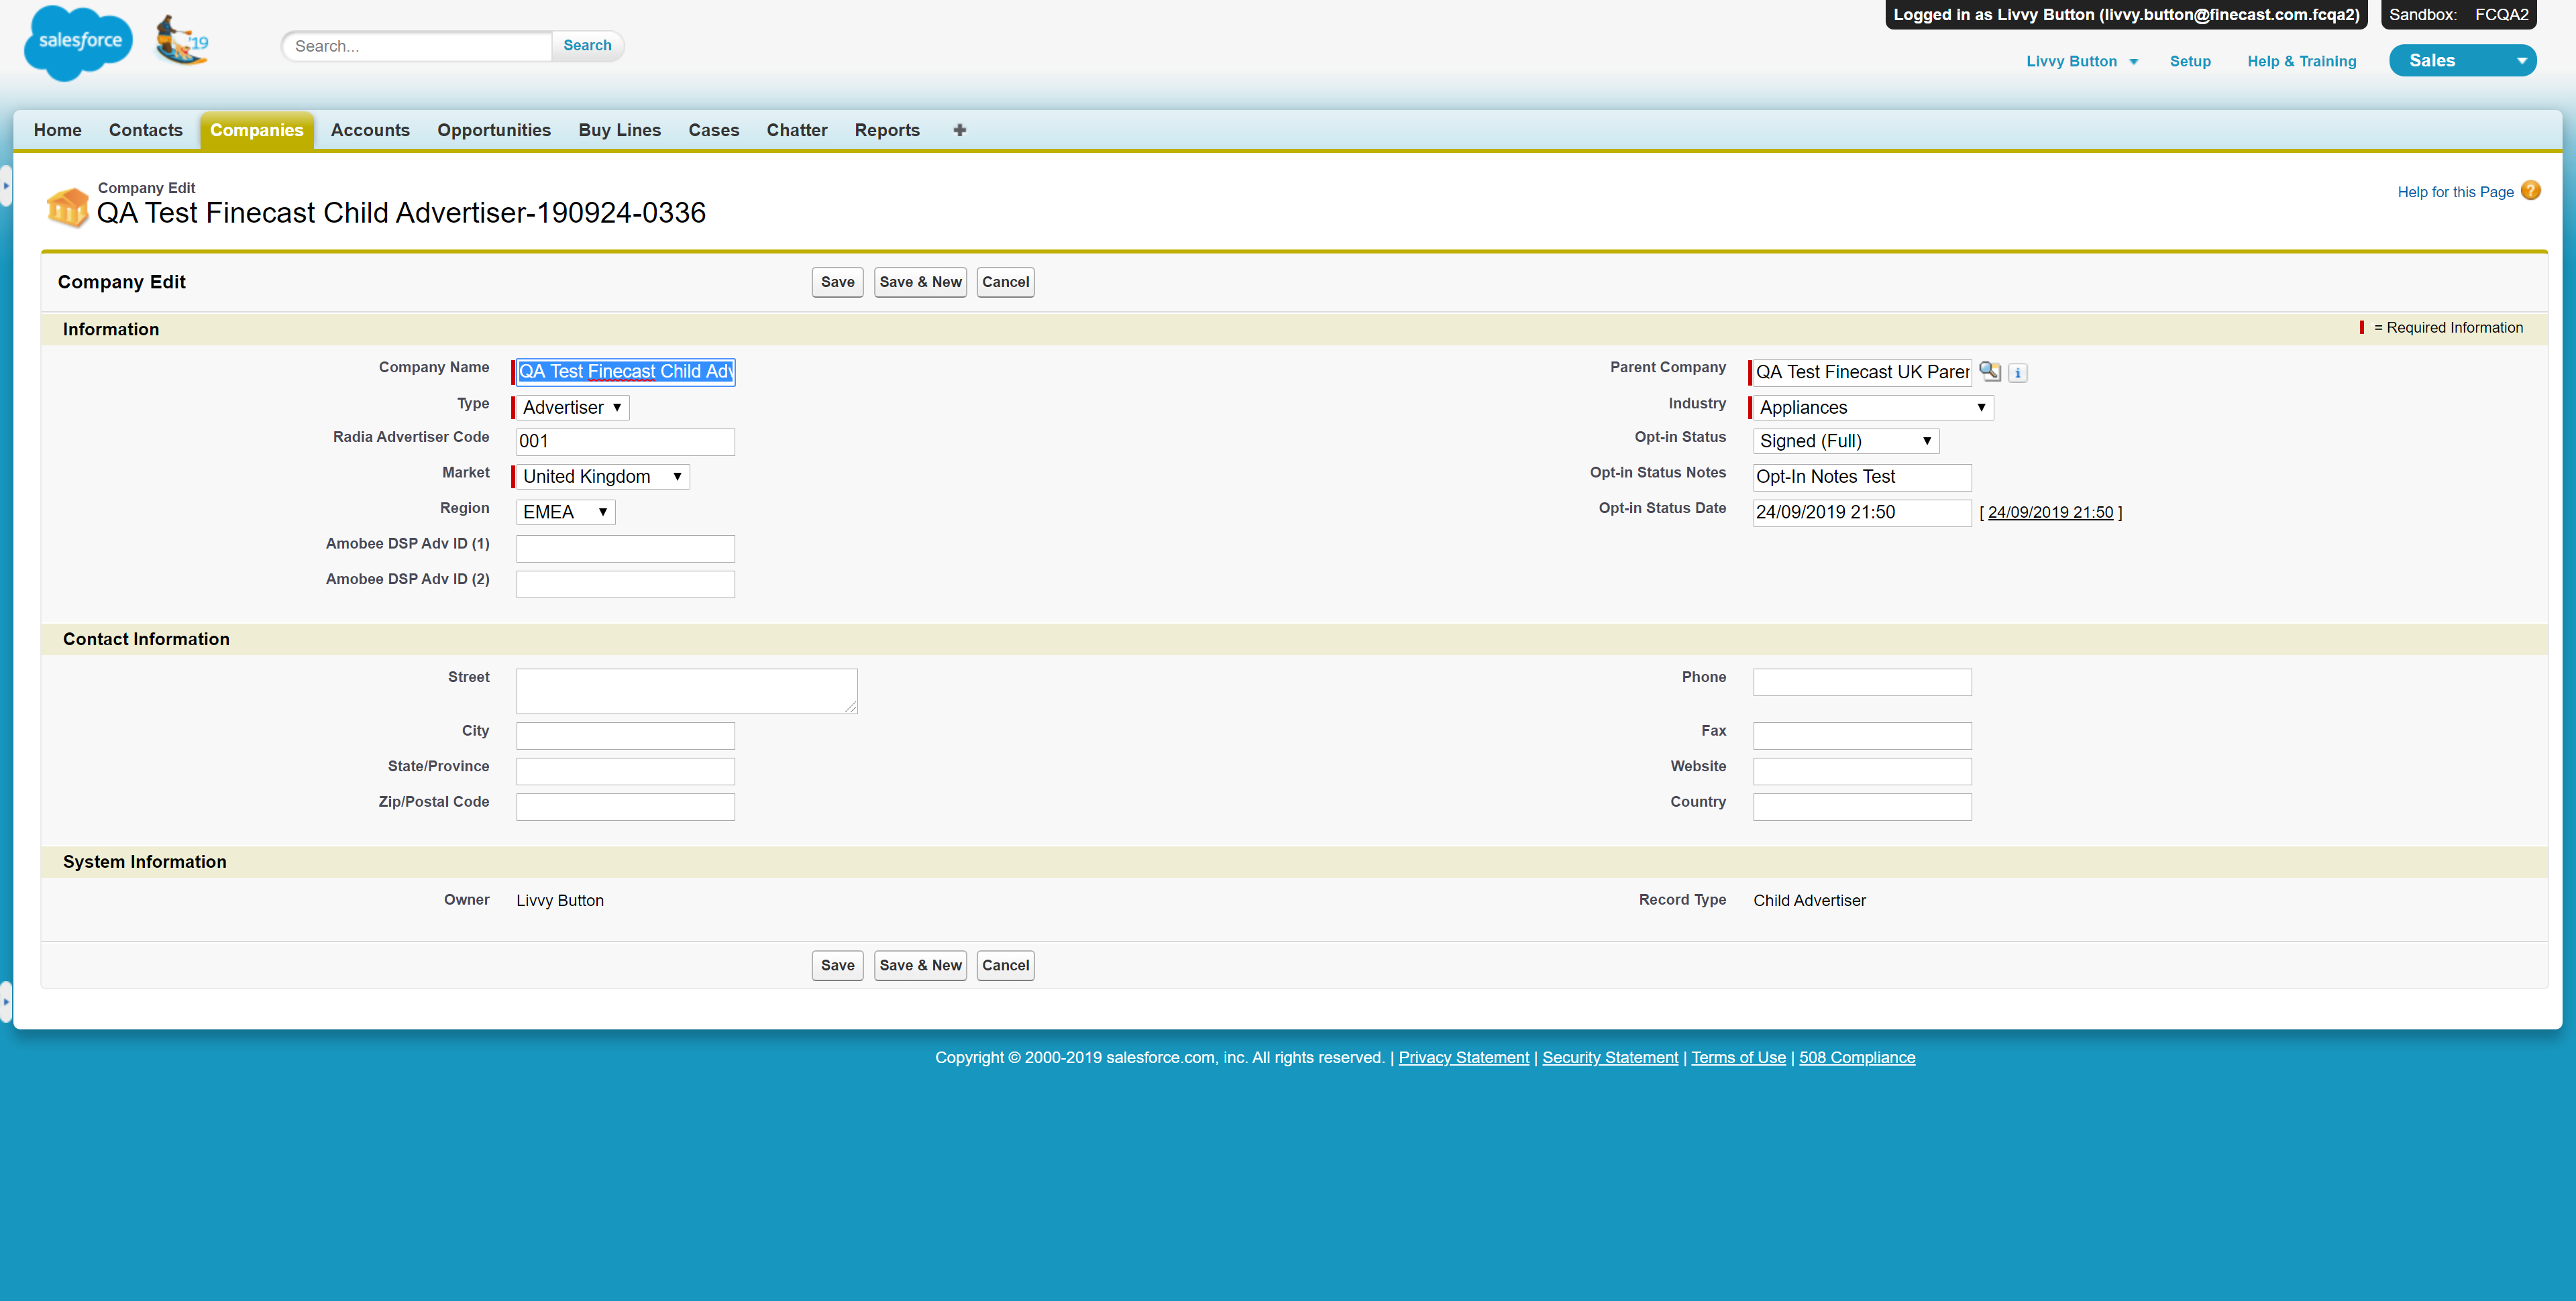 Logged in as Livvy Button (livvy.button@finecast.com.fcqa2) Sandbox: FCQA2
salesforce '19 Search... Search
Livvy Button Setup Help & Training Sales
Home Contacts Companies Accounts Opportunities Buy Lines Cases Chatter Reports
Company Edit
QA Test Finecast Child Advertiser-190924-0336
Help for this Page ?
Company Edit Save Save & New Cancel
Information = Required Information
Company Name QA Test Finecast Child Adv Parent Company QA Test Finecast UK Parer
Type Advertiser Industry Appliances
Radia Advertiser Code 001 Opt-in Status Signed (Full)
Market United Kingdom Opt-in Status Notes Opt-In Notes Test
Region EMEA Opt-in Status Date 24/09/2019 21:50 [ 24/09/2019 21:50 ]
Amobee DSP Adv ID (1)
Amobee DSP Adv ID (2)
Contact Information
Street Phone
City Fax
State/Province Website
Zip/Postal Code Country
System Information
Owner Livvy Button Record Type Child Advertiser
Save Save & New Cancel
Copyright © 2000-2019 salesforce.com, inc. All rights reserved. | Privacy Statement | Security Statement | Terms of Use | 508 Compliance